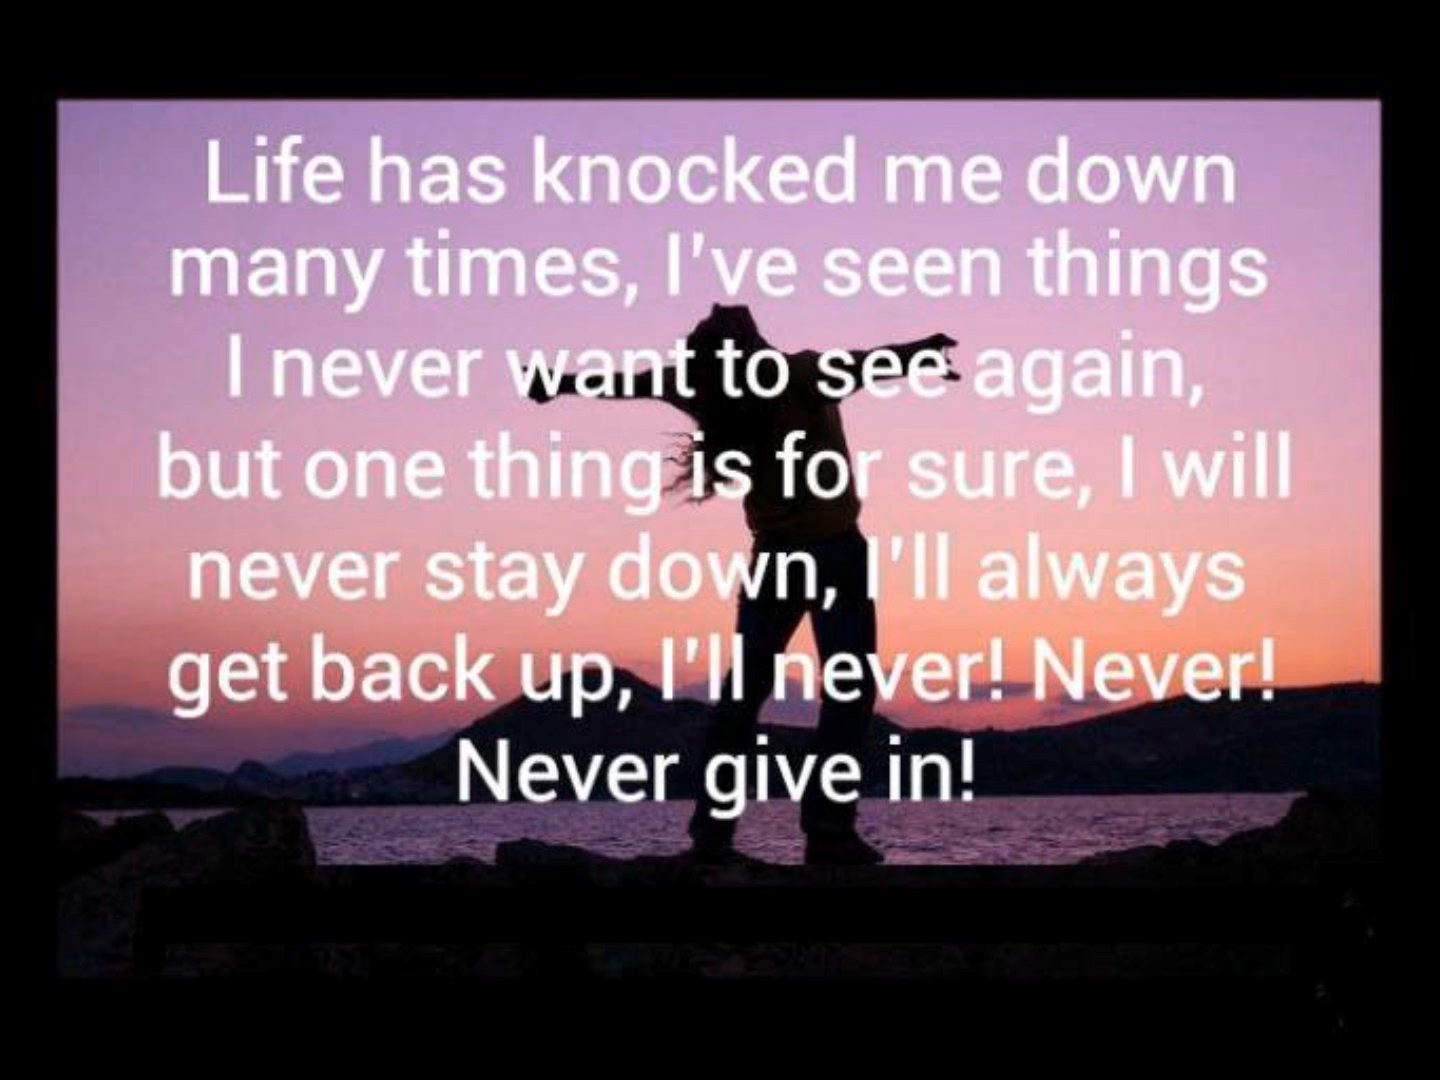 Life has knocked me down
many times, I've seen things
I never want to see again,
but one thing is for sure, I will
never stay down, I'll always
get back up, I'll never! Never!
Never give in!